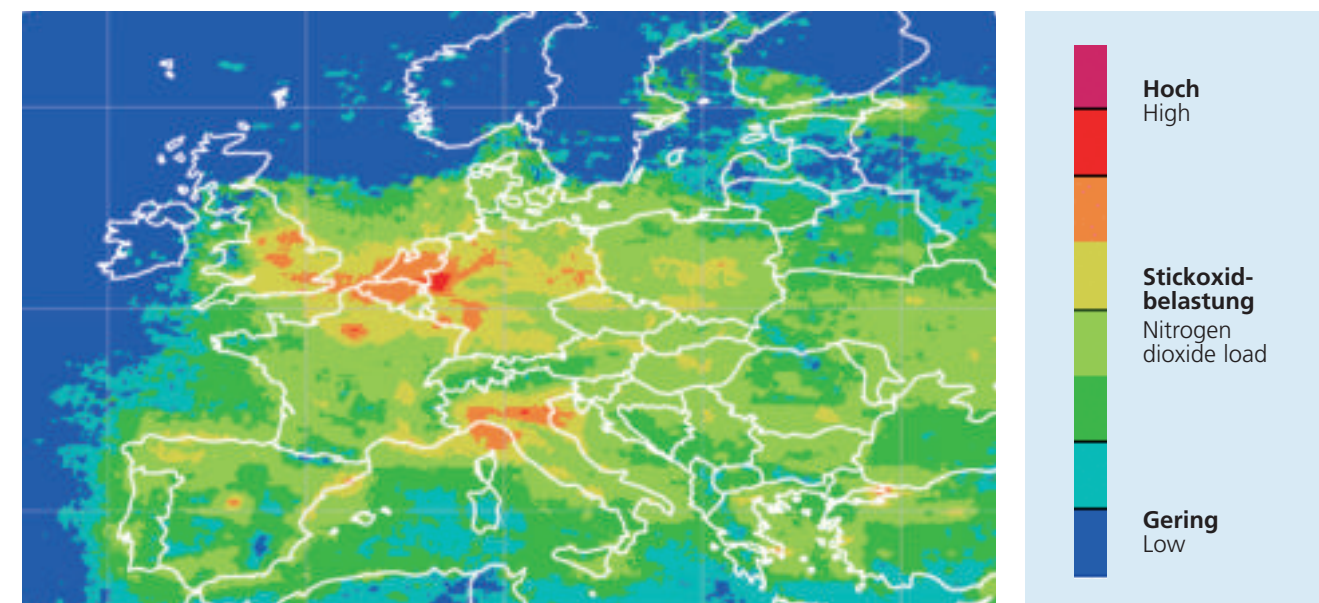 Hoch
High
Stickoxid-
belastung
Nitrogen
dioxide load
Gering
Low